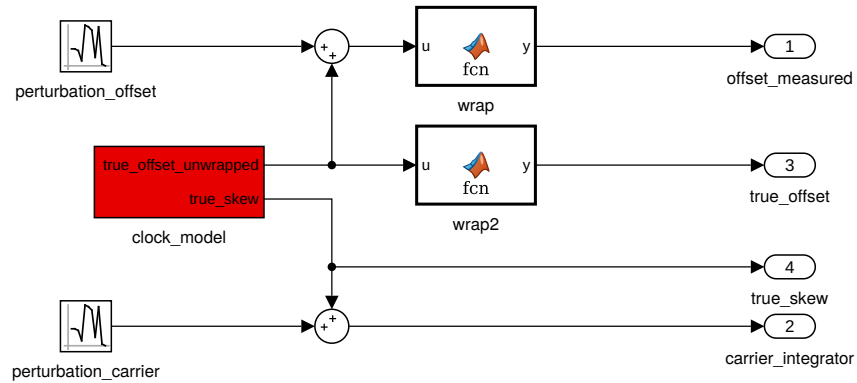 perturbation_offset
+
+
u
fcn
y
wrap
1
offset_measured
true_offset_unwrapped
true_skew
clock_model
u
fcn
y
wrap2
3
true_offset
4
true_skew
perturbation_carrier
+
+
2
carrier_integrator